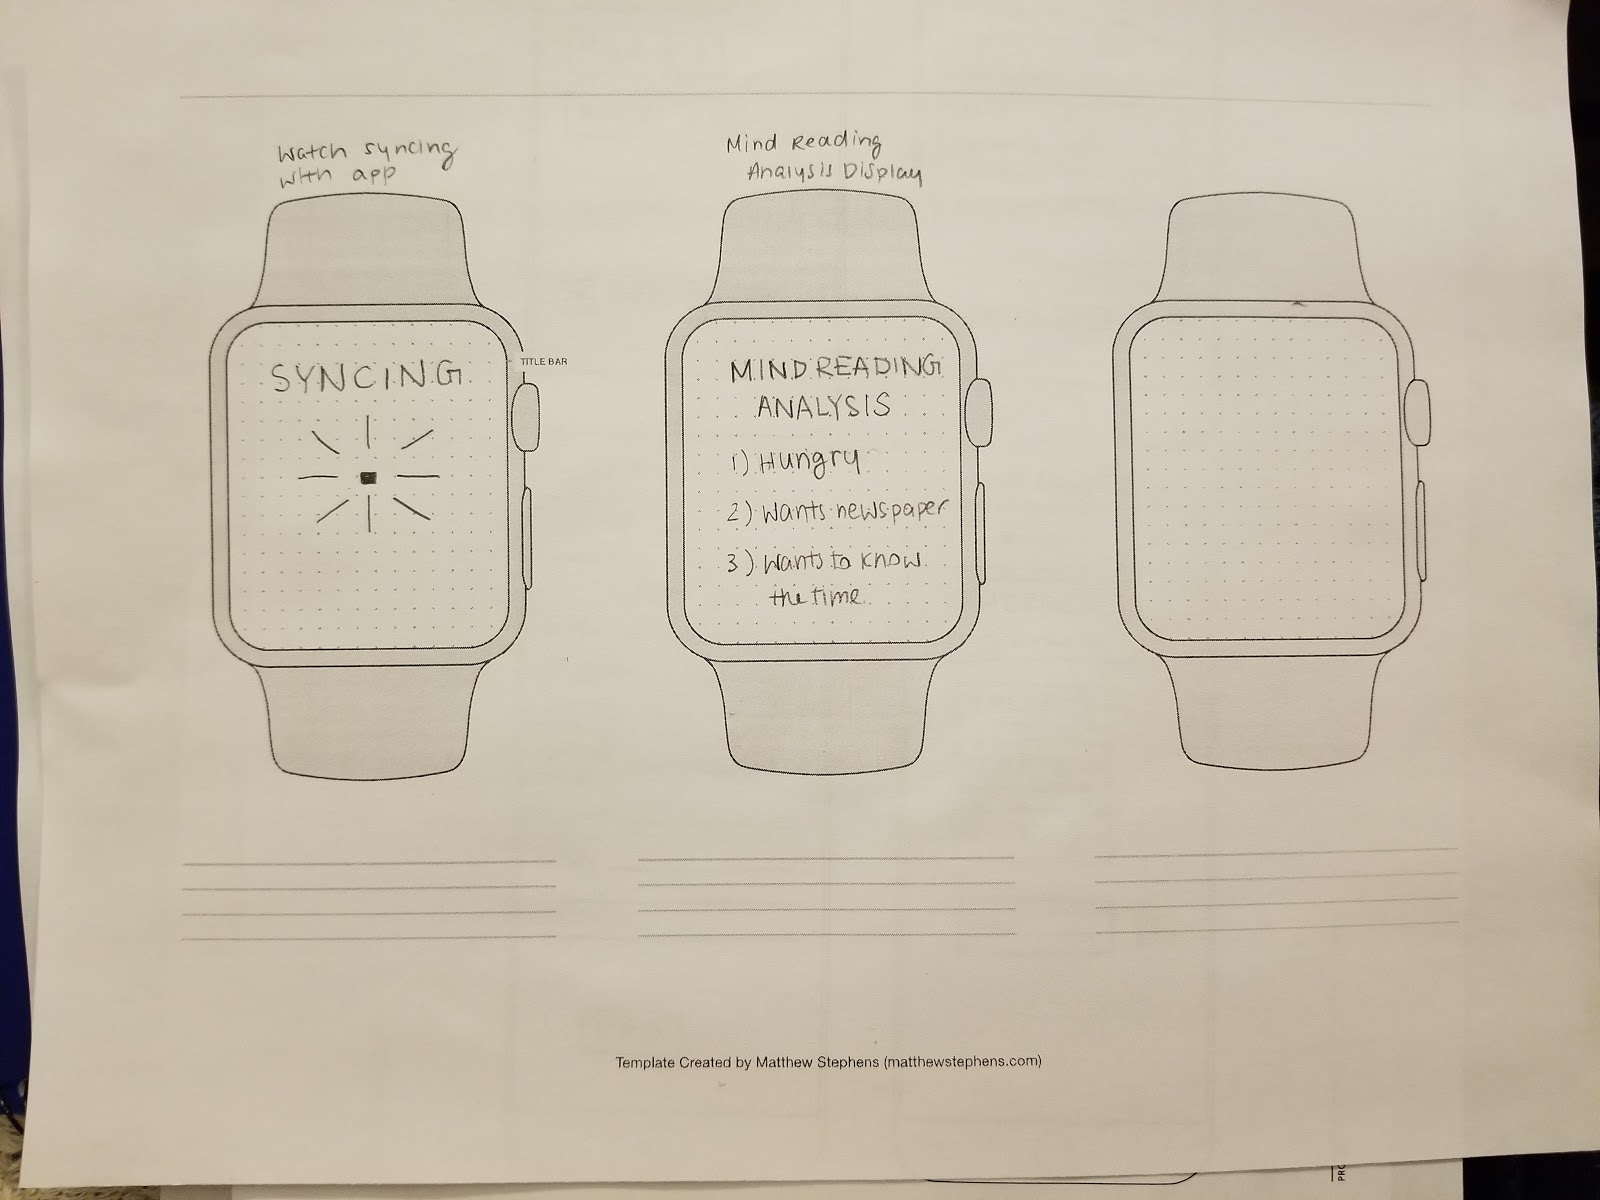 Watch syncing
with app
Mind Reading
Analysis Display
TITLE BAR
SYNCING
MIND READING
ANALYSIS
1) Hungry
2) Wants newspaper
3) Wants to know
the time
Template Created by Matthew Stephens (matthewstephens.com)